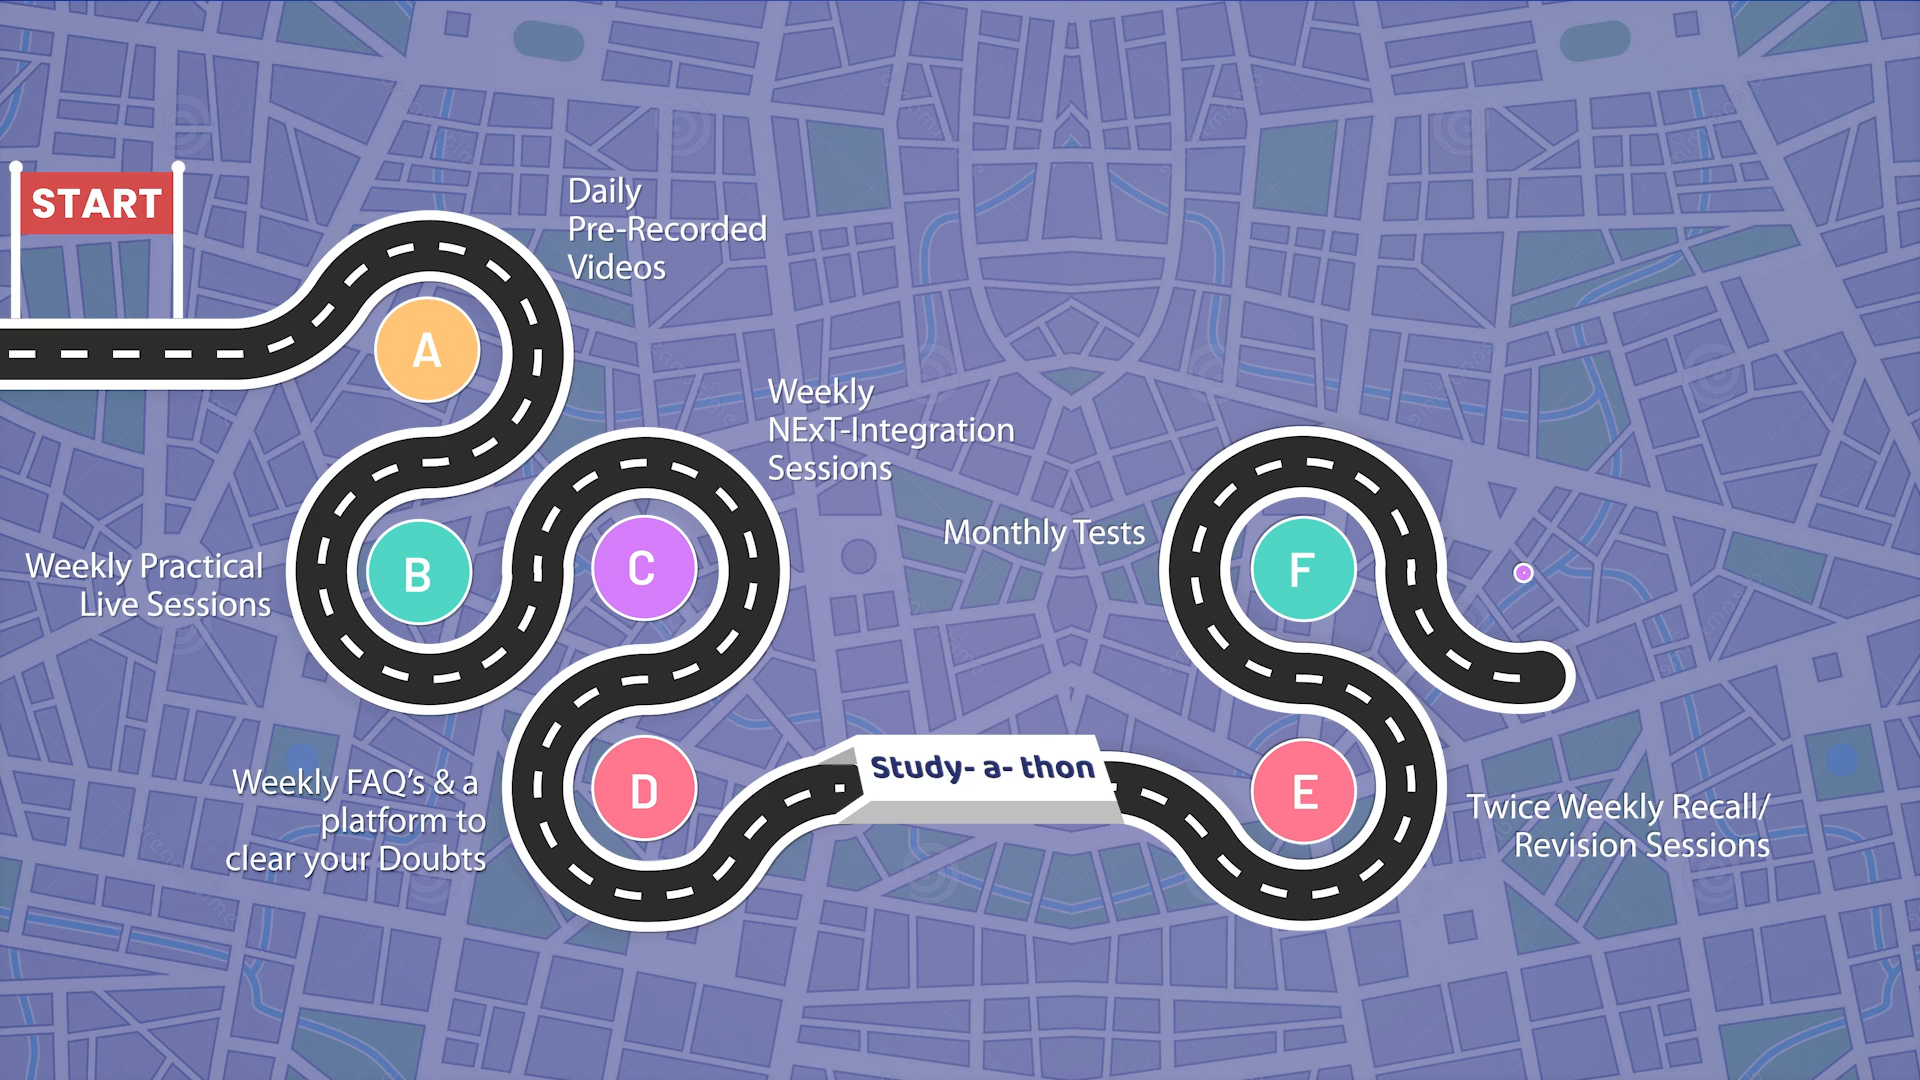 START
Daily
Pre-Recorded
Videos
A
Weekly
NExT-Integration
Sessions
Weekly Practical
Live Sessions
B
C
Monthly Tests
F
Weekly FAQ's & a
platform to
clear your Doubts
D
Study- a- thon
E
Twice Weekly Recall/
Revision Sessions